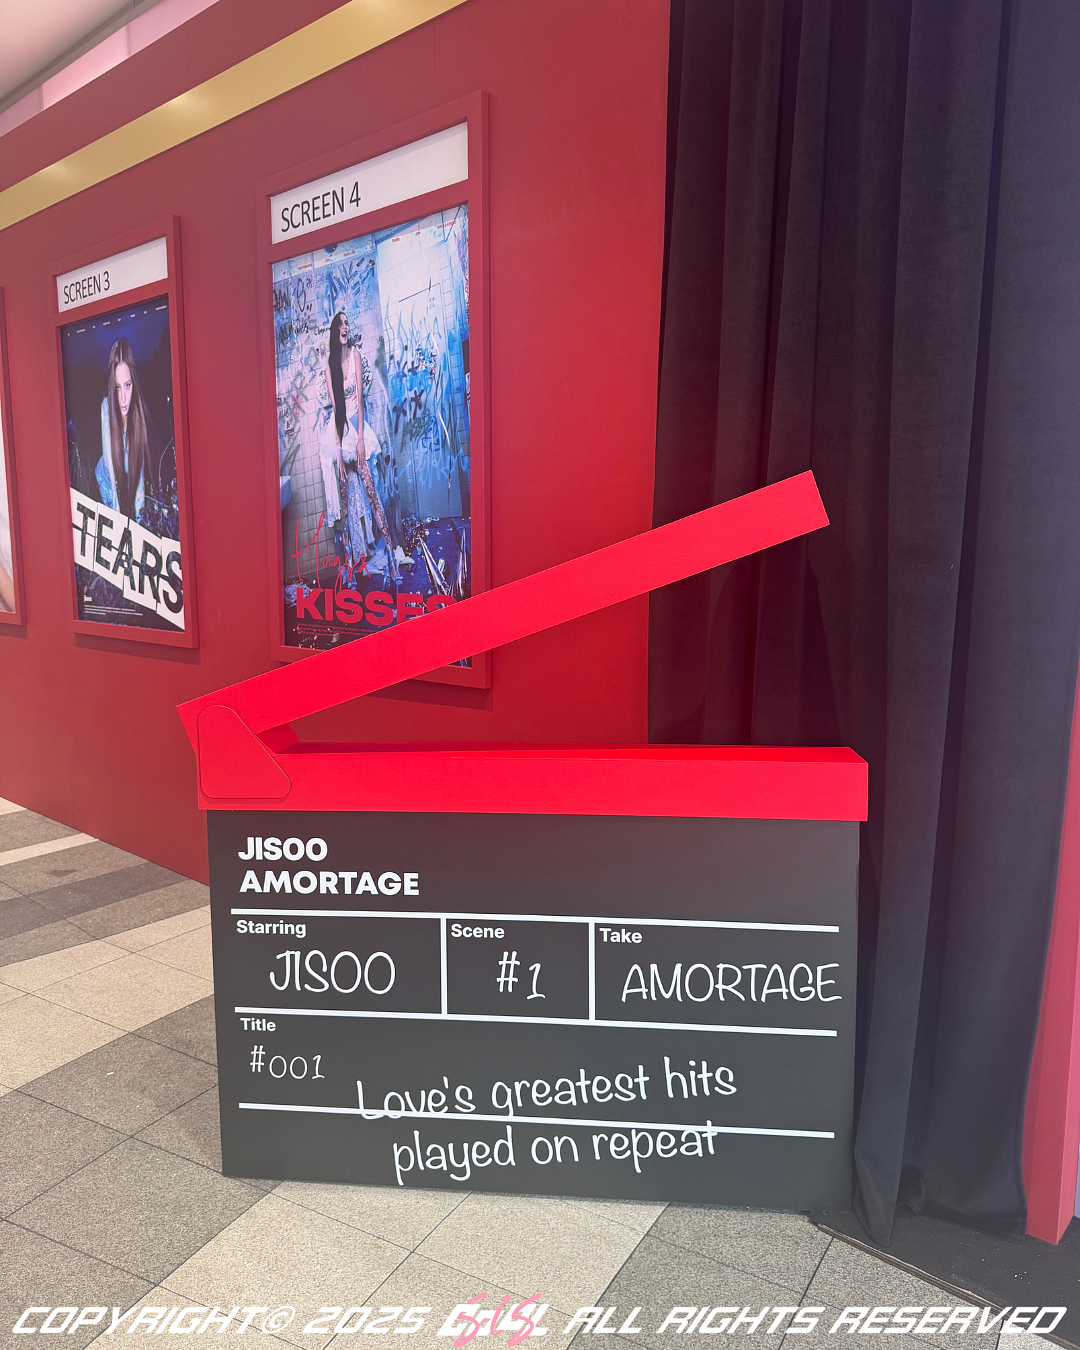 SCREEN 4
SCREEN 3
TEARS
Hugs &
KISSES
JISOO
AMORTAGE
Starring
JISOO
Scene
#1
Take
AMORTAGE
Title
#001
Love's greatest hits
played on repeat
COPYRIGHT© 2025 ALL RIGHTS RESERVED